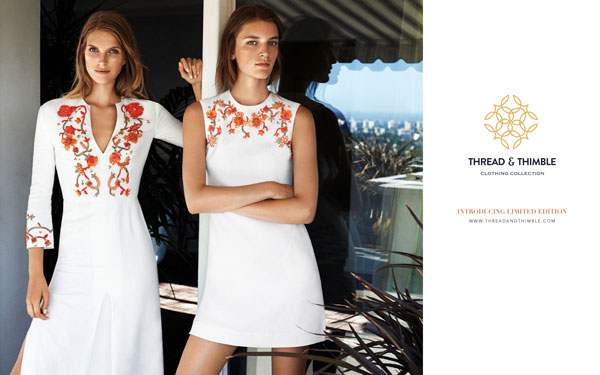 THREAD & THIMBLE
CLOTHING COLLECTION
INTRODUCING LIMITED EDITION
WWW.THREADANDTHIMBLE.COM